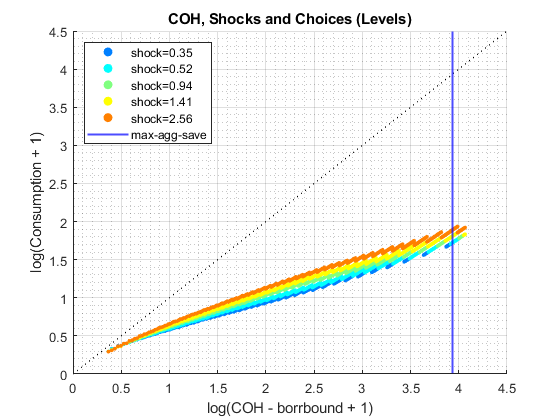 COH, Shocks and Choices (Levels)
4.5
4
3.5
3
2.5
2
1.5
1
0.5
0
log(Consumption + 1)
shock=0.35
shock=0.52
shock=0.94
shock=1.41
shock=2.56
max-agg-save
0 0.5 1 1.5 2 2.5 3 3.5 4 4.5
log(COH - borrbound + 1)